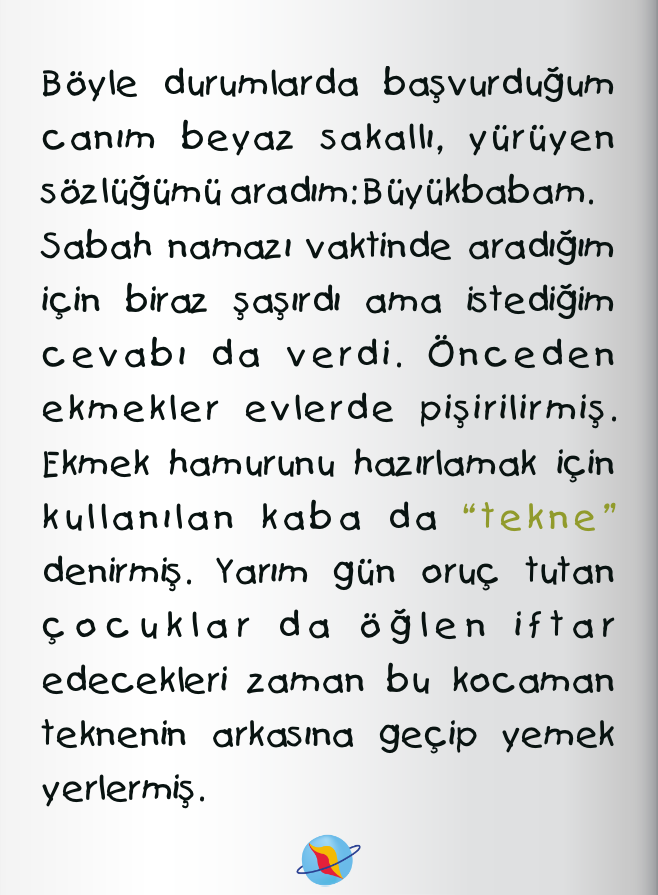 Böyle durumlarda başvurduğum
canım beyaz sakallı, yürüyen
sözlüğümü aradım:Büyükbabam.
Sabah namazı vaktinde aradığım
için biraz şaşırdı ama istediğim
cevabı da verdi. Önceden
ekmekler evlerde pişirilirmiş.
Ekmek hamurunu hazırlamak için
kullanılan kaba da “tekne”
denirmiş. Yarım gün oruç tutan
çocuklar da öğlen iftar
edecekleri zaman bu kocaman
teknenin arkasına geçip yemek
yerlermiş.